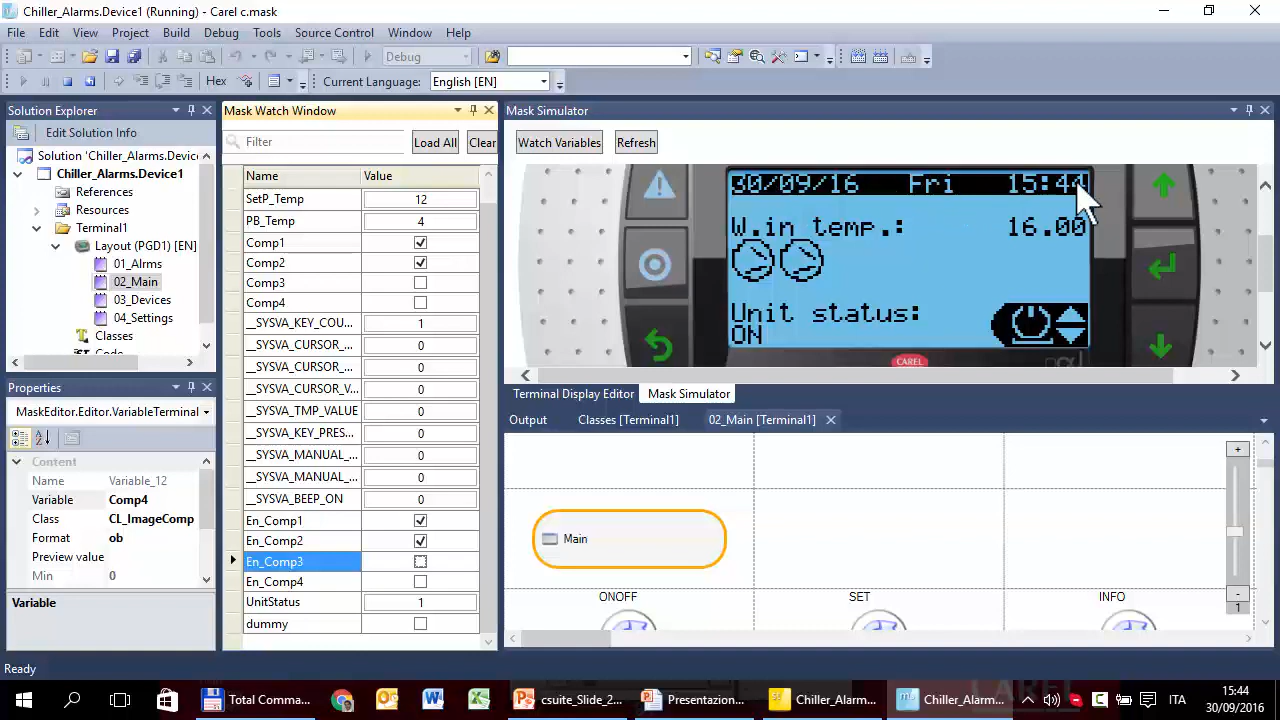 Chiller_Alarms.Device1 (Running) - Carel c.mask
File Edit View Project Build Debug Tools Source Control Window Help
Debug
Hex Current Language: English [EN]
Solution Explorer
Edit Solution Info
Solution 'Chiller_Alarms.Device
Chiller_Alarms.Device1
References
Resources
Terminal1
Layout (PGD1) [EN]
01_Alrms
02_Main
03_Devices
04_Settings
Classes
Properties
MaskEditor.Editor.VariableTerminal
Content
Name Variable_12
Variable Comp4
Class CL_ImageComp
Format ob
Preview value
Min 0
Variable
Mask Watch Window
Filter Load All Clear
Name Value
SetP_Temp 12
PB_Temp 4
Comp1
Comp2
Comp3
Comp4
__SYSVA_KEY_COU... 1
__SYSVA_CURSOR_... 0
__SYSVA_CURSOR_... 0
__SYSVA_CURSOR_V... 0
__SYSVA_TMP_VALUE 0
__SYSVA_KEY_PRES... 0
__SYSVA_MANUAL_... 0
__SYSVA_MANUAL_... 0
__SYSVA_BEEP_ON 0
En_Comp1
En_Comp2
En_Comp3
En_Comp4
UnitStatus 1
dummy
Mask Simulator
Watch Variables Refresh
30/09/16 Fri 15:44
W.in temp.: 16.00
Unit status:
ON
CAREL
Terminal Display Editor Mask Simulator
Output Classes [Terminal1] 02_Main [Terminal1]
Main
ONOFF SET INFO
+
-
1
Ready
Total Comma... csuite_Slide_2... Presentazion... Chiller_Alarm... Chiller_Alarm... ITA
15:44
30/09/2016